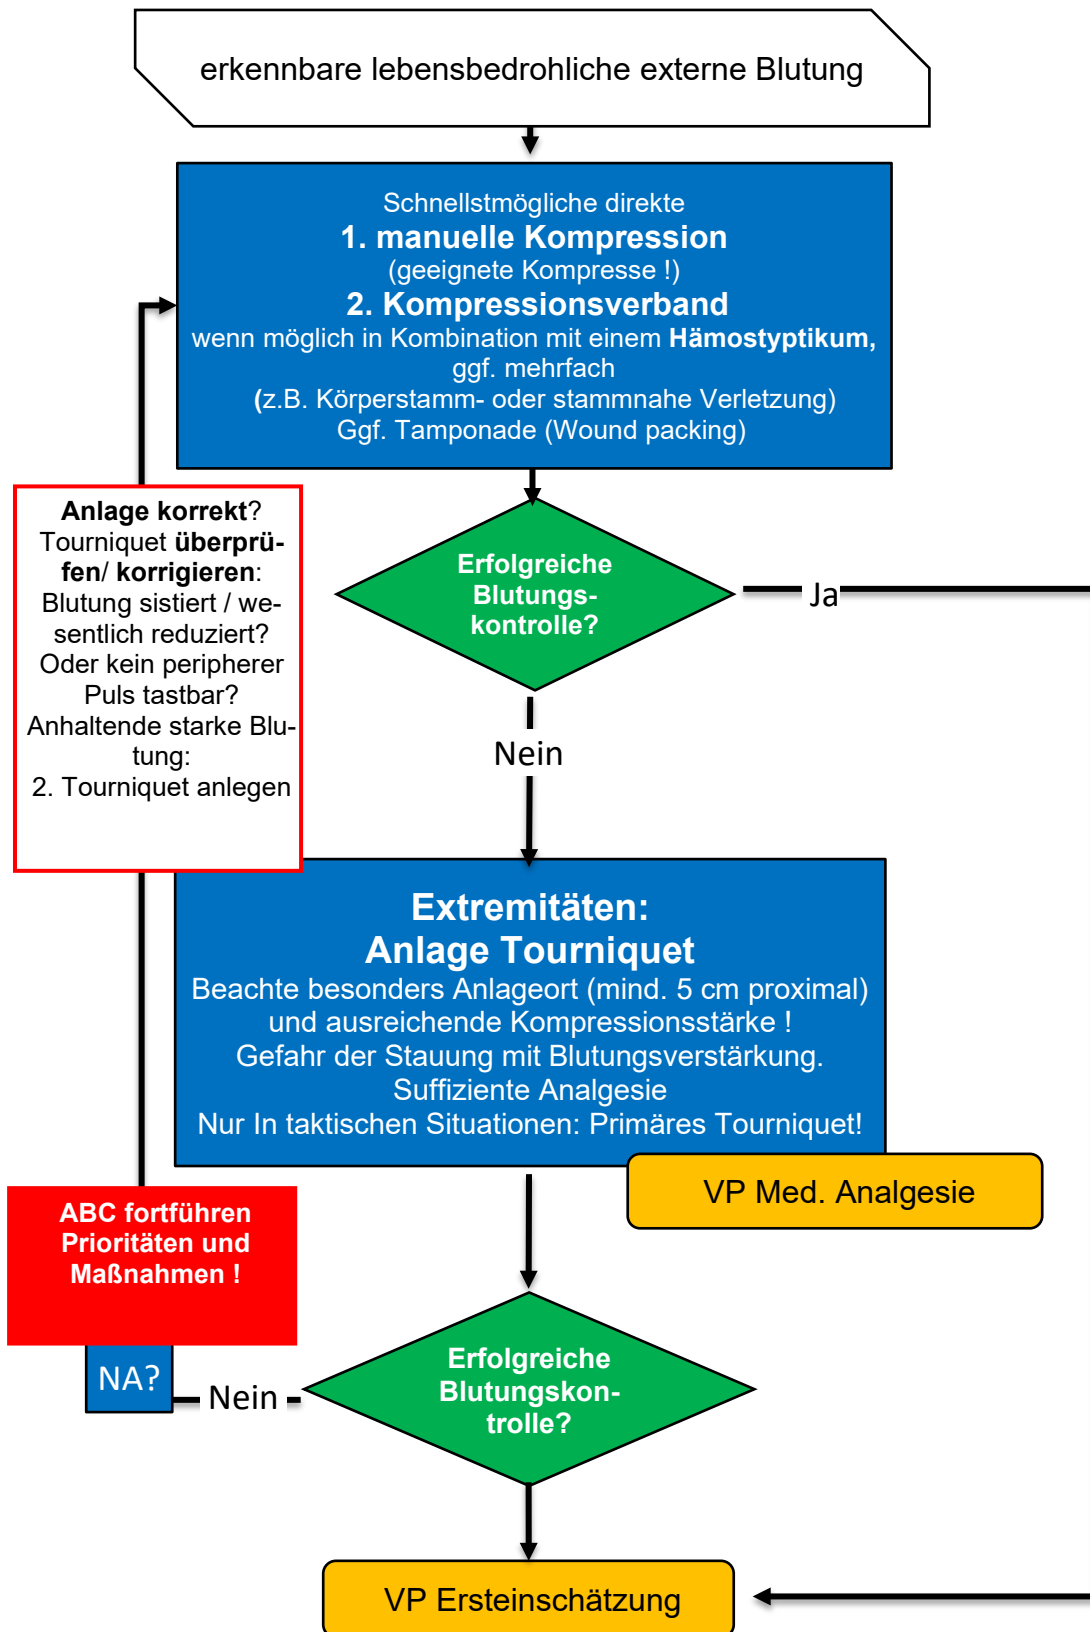 erkennbare lebensbedrohliche externe Blutung
Schnellstmögliche direkte
1. manuelle Kompression
(geeignete Kompresse !)
2. Kompressionsverband
wenn möglich in Kombination mit einem Hämostyptikum,
ggf. mehrfach
(z.B. Körperstamm- oder stammnahe Verletzung)
Ggf. Tamponade (Wound packing)
Anlage korrekt?
Tourniquet überprü-
fen/ korrigieren:
Blutung sistiert / we-
sentlich reduziert?
Oder kein peripherer
Puls tastbar?
Anhaltende starke Blu-
tung:
2. Tourniquet anlegen
Erfolgreiche
Blutungs-
kontrolle?
Ja
Nein
Extremitäten:
Anlage Tourniquet
Beachte besonders Anlageort (mind. 5 cm proximal)
und ausreichende Kompressionsstärke !
Gefahr der Stauung mit Blutungsverstärkung.
Suffiziente Analgesie
Nur In taktischen Situationen: Primäres Tourniquet!
VP Med. Analgesie
ABC fortführen
Prioritäten und
Maßnahmen !
NA?
Nein
Erfolgreiche
Blutungskon-
trolle?
VP Ersteinschätzung